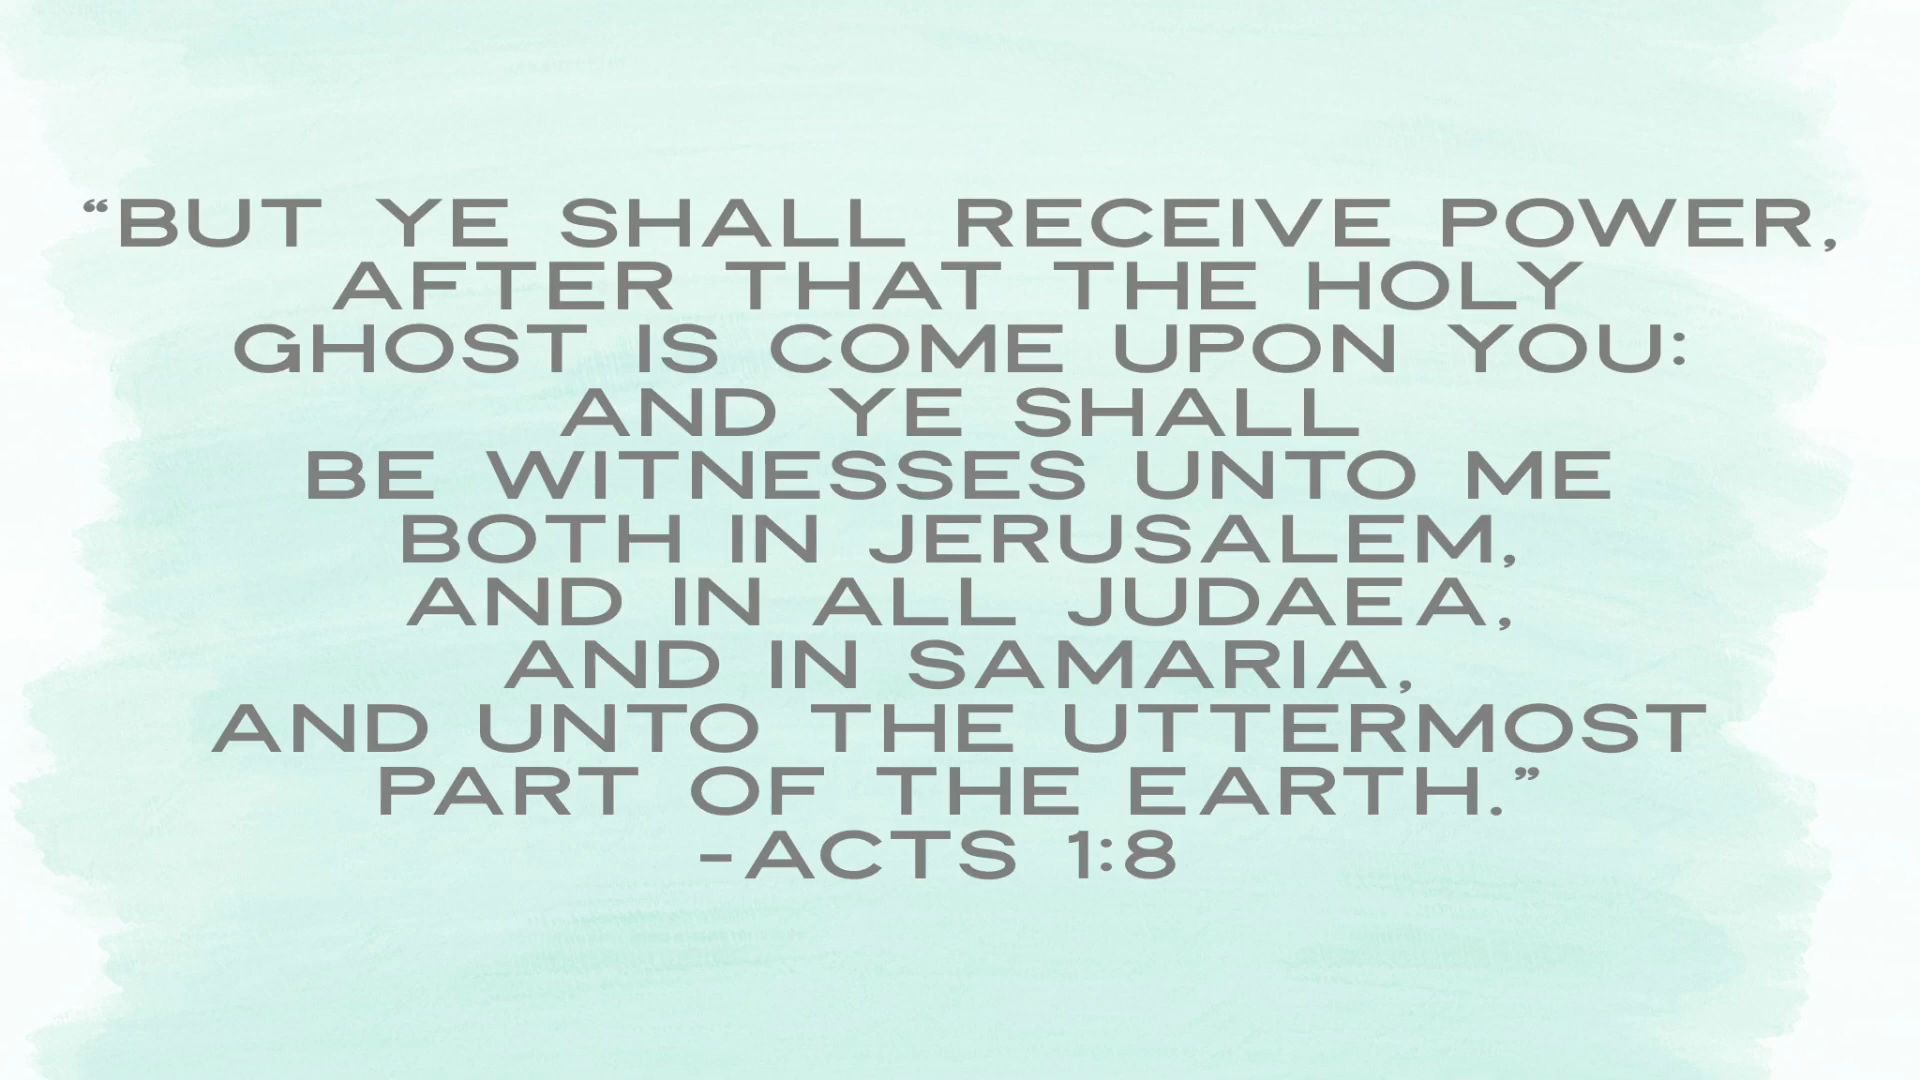 “BUT YE SHALL RECEIVE POWER,
AFTER THAT THE HOLY
GHOST IS COME UPON YOU:
AND YE SHALL
BE WITNESSES UNTO ME
BOTH IN JERUSALEM,
AND IN ALL JUDAEA,
AND IN SAMARIA,
AND UNTO THE UTTERMOST
PART OF THE EARTH.”
-ACTS 1:8